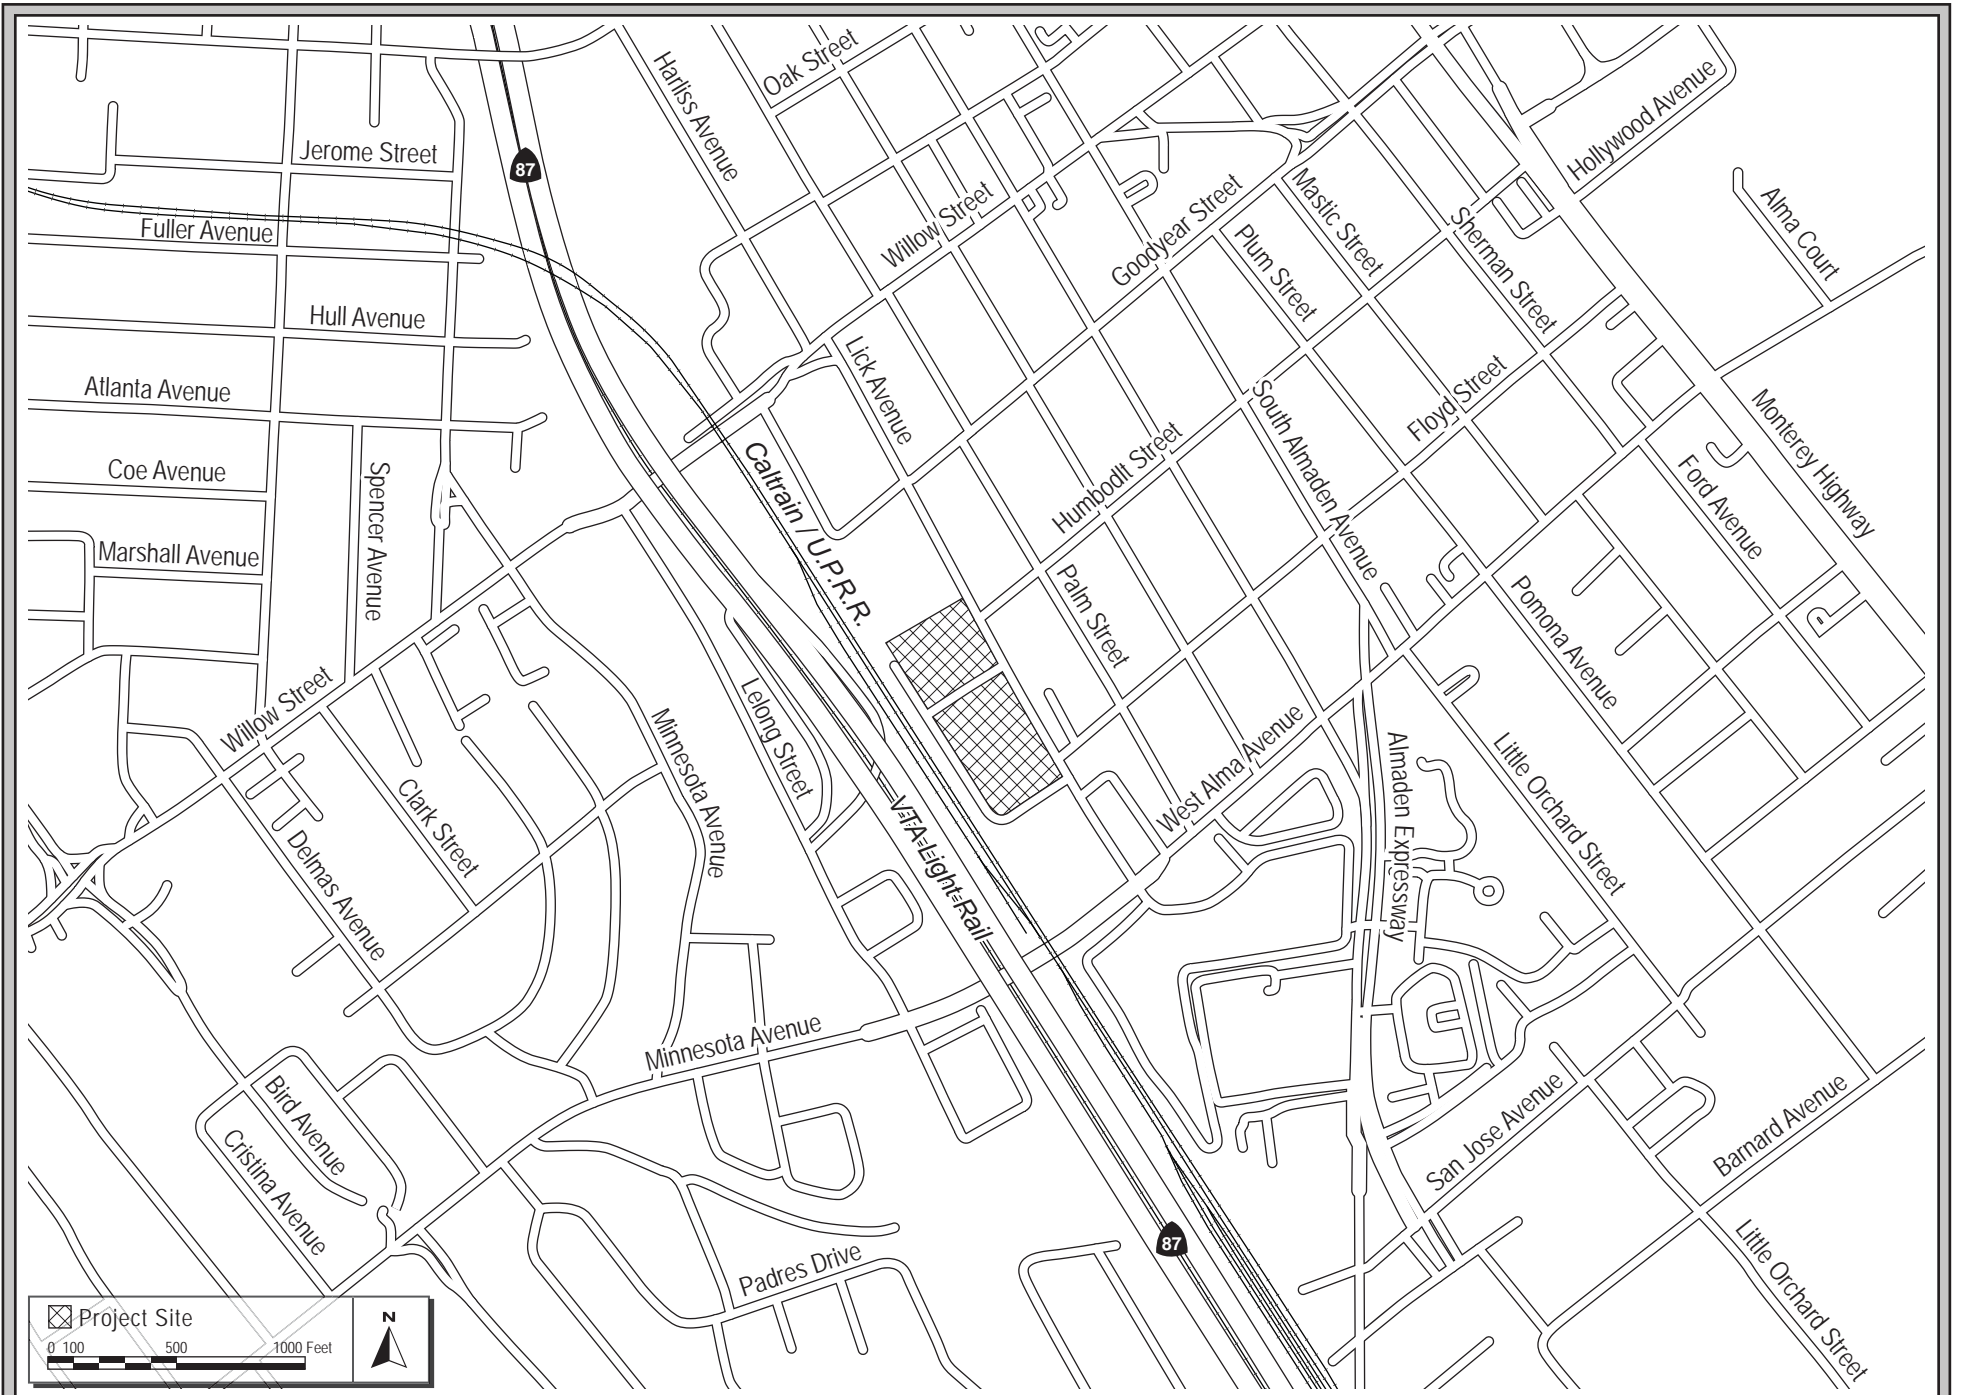 Harliss Avenue
Oak Street
Jerome Street
87
Hollywood Avenue
Fuller Avenue
Willow Street
Goodyear Street
Mastic Street
Plum Street
Sherman Street
Alma Court
Hull Avenue
Lick Avenue
Atlanta Avenue
Coe Avenue
Spencer Avenue
Caltrain / U.P.R.R.
Humbodlt Street
South Almaden Avenue
Floyd Street
Monterey Highway
Ford Avenue
Marshall Avenue
Palm Street
Pomona Avenue
Willow Street
Minnesota Avenue
Lelong Street
West Alma Avenue
Almaden Expressway
Little Orchard Street
Clark Street
Delmas Avenue
VTA Light Rail
Minnesota Avenue
Bird Avenue
Cristina Avenue
San Jose Avenue
Barnard Avenue
87
Padres Drive
Little Orchard Street
Project Site
0 100 500 1000 Feet
N